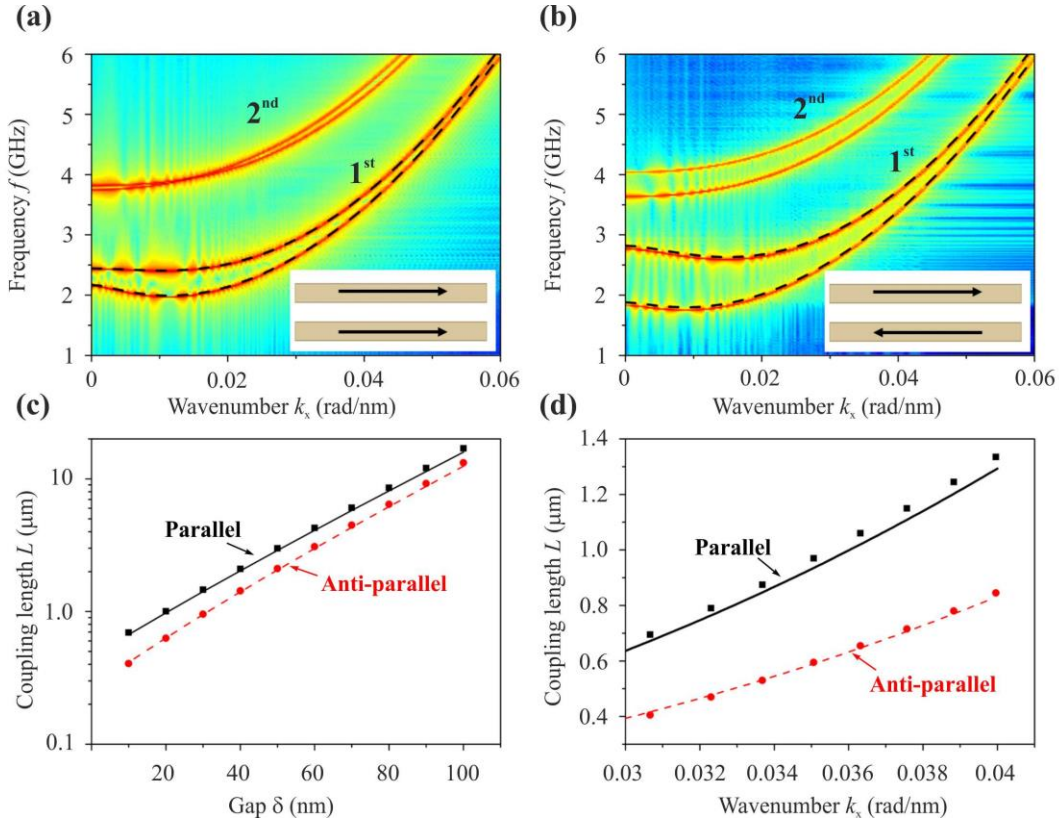 (a)
(b)
6
5
4
3
2
1
Frequency f (GHz)
2nd
1st
0
0.02
0.04
0.06
Wavenumber kx (rad/nm)
6
5
4
3
2
1
Frequency f (GHz)
2nd
1st
0
0.02
0.04
0.06
Wavenumber kx (rad/nm)
(c)
(d)
10
1.0
0.1
Coupling length L (μm)
Parallel
Anti-parallel
20
40
60
80
100
Gap δ (nm)
1.4
1.2
1.0
0.8
0.6
0.4
Coupling length L (μm)
Parallel
Anti-parallel
0.03
0.032
0.034
0.036
0.038
0.04
Wavenumber kx (rad/nm)